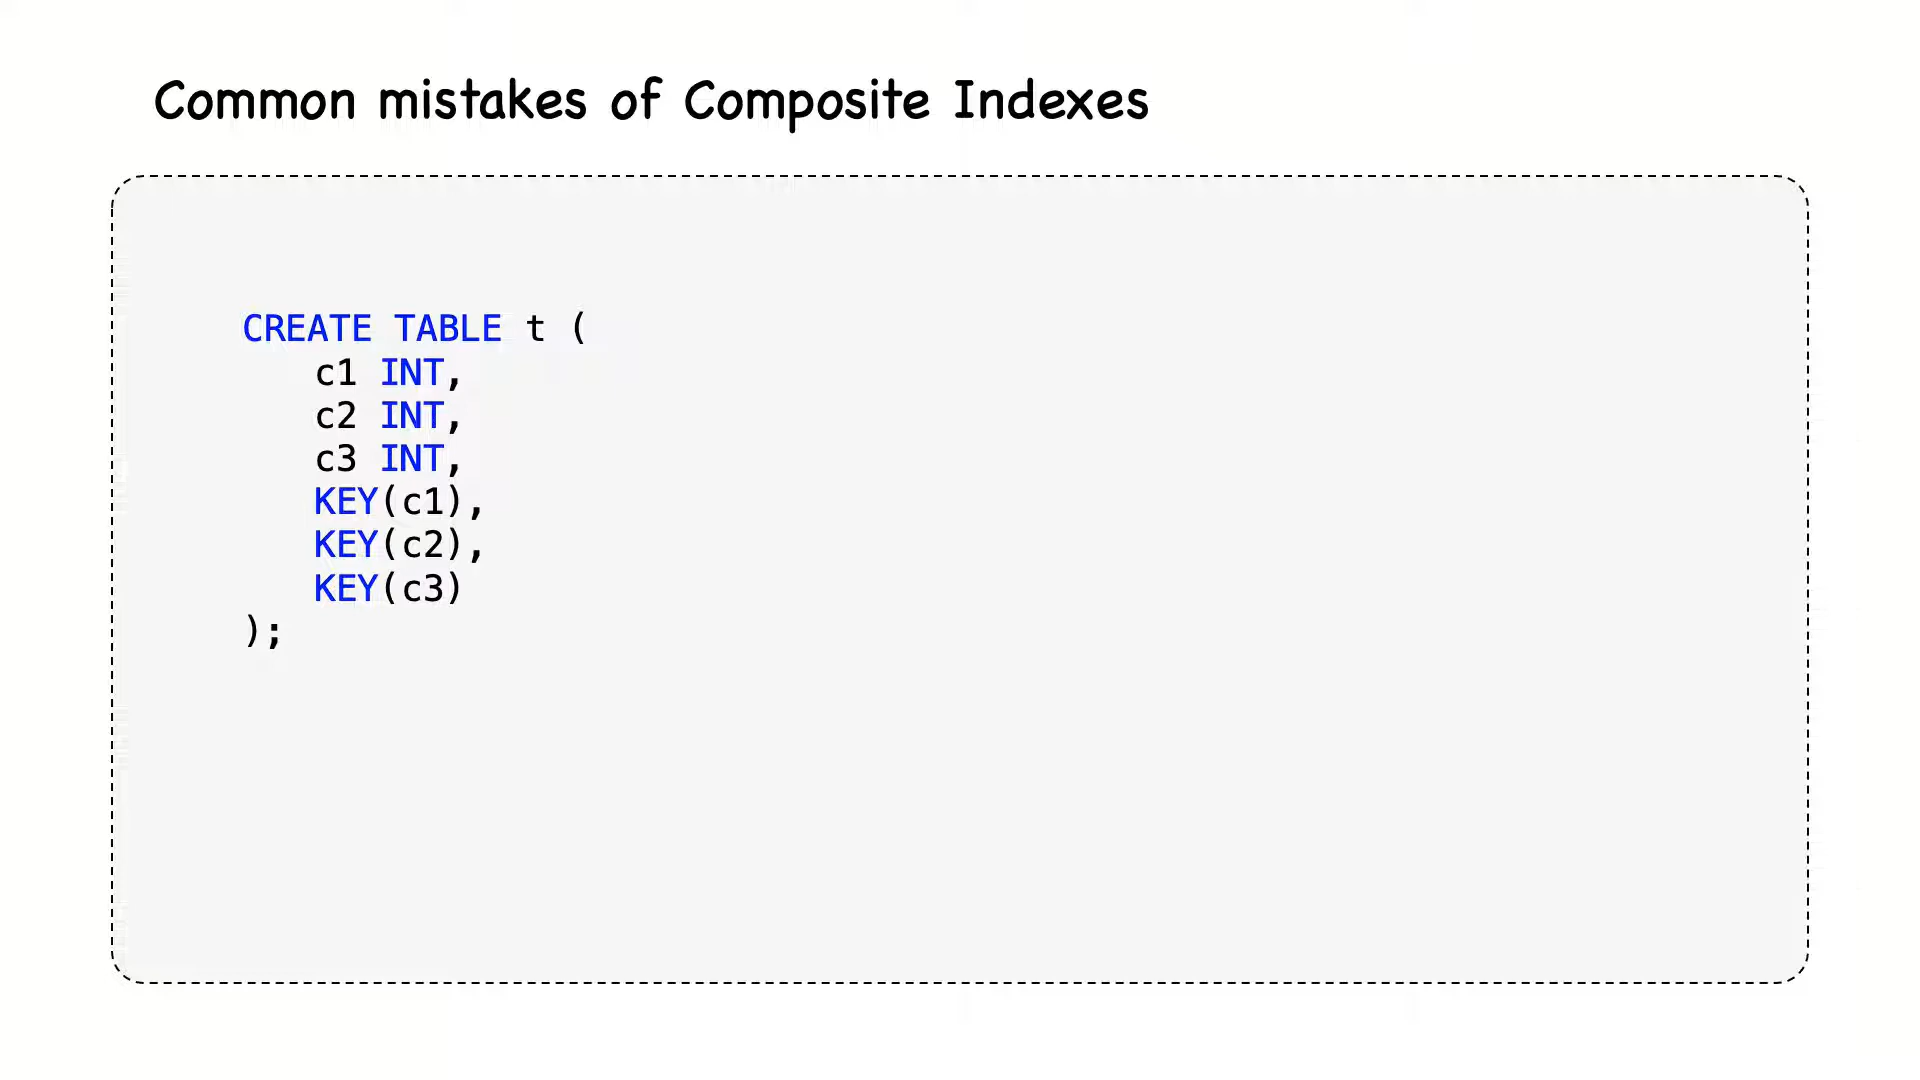 Common mistakes of Composite Indexes
CREATE TABLE t (
c1 INT,
c2 INT,
c3 INT,
KEY(c1),
KEY(c2),
KEY(c3)
);